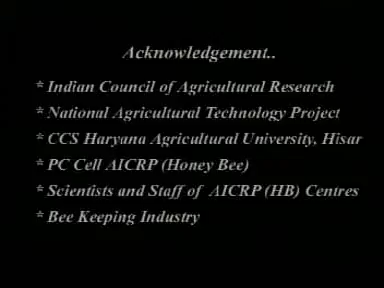 Acknowledgement..
* Indian Council of Agricultural Research
* National Agricultural Technology Project
* CCS Haryana Agricultural University, Hisar
* PC Cell AICRP (Honey Bee)
* Scientists and Staff of AICRP (HB) Centres
* Bee Keeping Industry